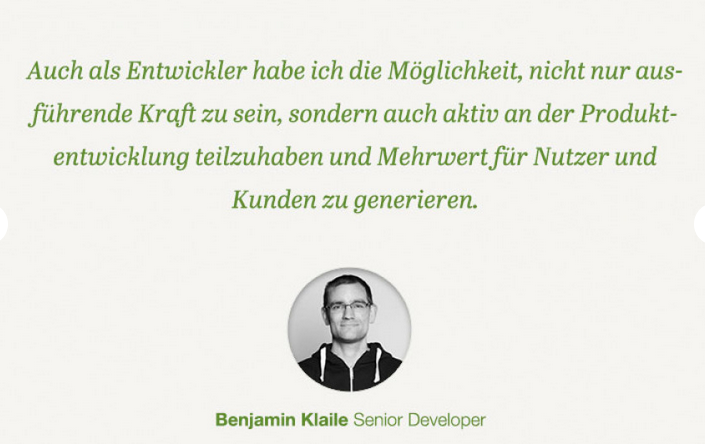 Auch als Entwickler habe ich die Möglichkeit, nicht nur aus-
führende Kraft zu sein, sondern auch aktiv an der Produkt-
entwicklung teilzuhaben und Mehrwert für Nutzer und
Kunden zu generieren.
Benjamin Klaile Senior Developer